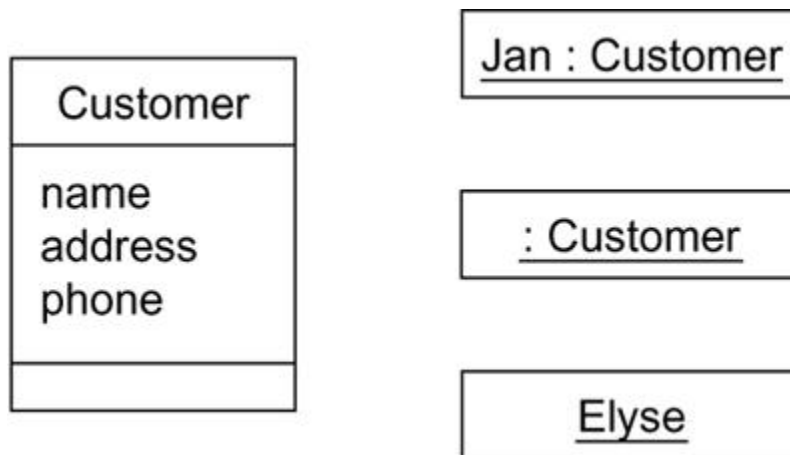 Customer
name
address
phone
Jan : Customer
: Customer
Elyse